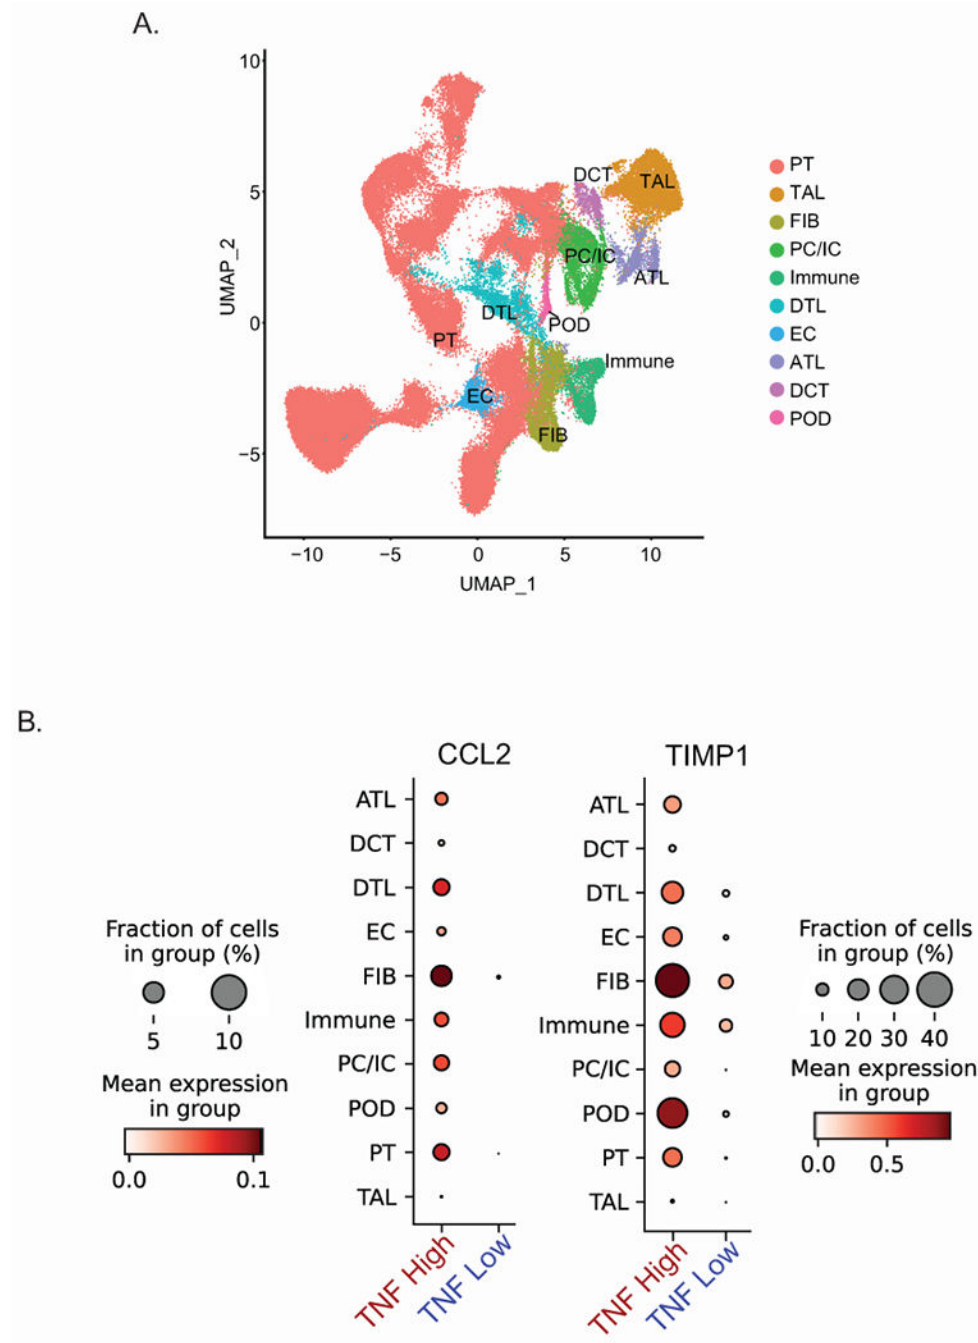 A.
10
5
0
−5
UMAP_2
−10
−5
0
5
10
UMAP_1
DCT
TAL
PC/IC
ATL
DTL
POD
PT
Immune
EC
FIB
PT
TAL
FIB
PC/IC
Immune
DTL
EC
ATL
DCT
POD
B.
CCL2
ATL
DCT
DTL
EC
FIB
Immune
PC/IC
POD
PT
TAL
TNF High
TNF Low
Fraction of cells
in group (%)
5
10
Mean expression
in group
0.0
0.1
TIMP1
ATL
DCT
DTL
EC
FIB
Immune
PC/IC
POD
PT
TAL
TNF High
TNF Low
Fraction of cells
in group (%)
10 20 30 40
Mean expression
in group
0.0
0.5